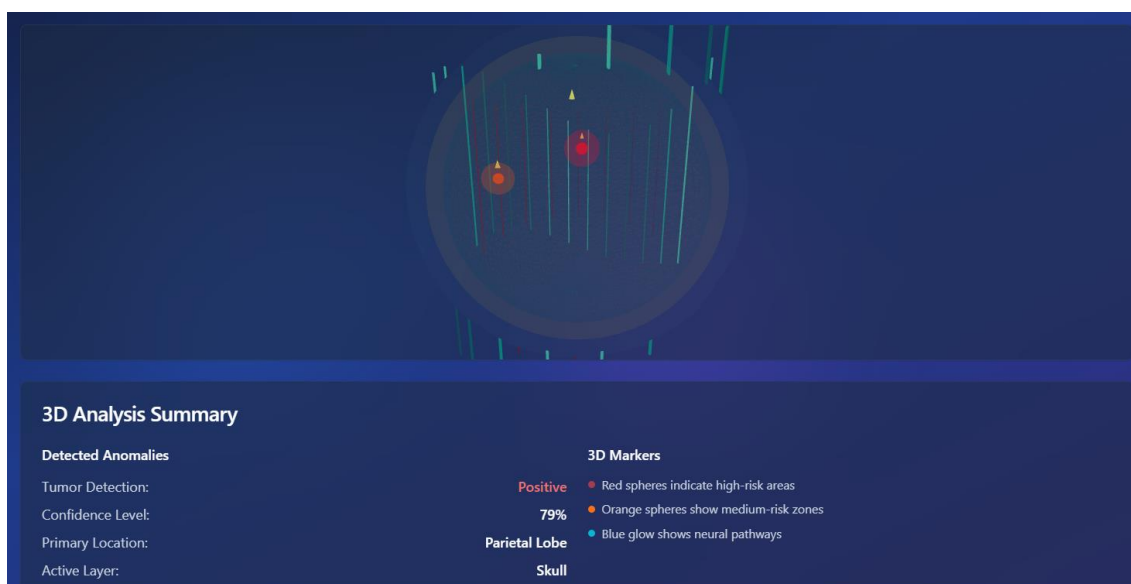 3D Analysis Summary
Detected Anomalies
Tumor Detection: Positive
Confidence Level: 79%
Primary Location: Parietal Lobe
Active Layer: Skull
3D Markers
Red spheres indicate high-risk areas
Orange spheres show medium-risk zones
Blue glow shows neural pathways